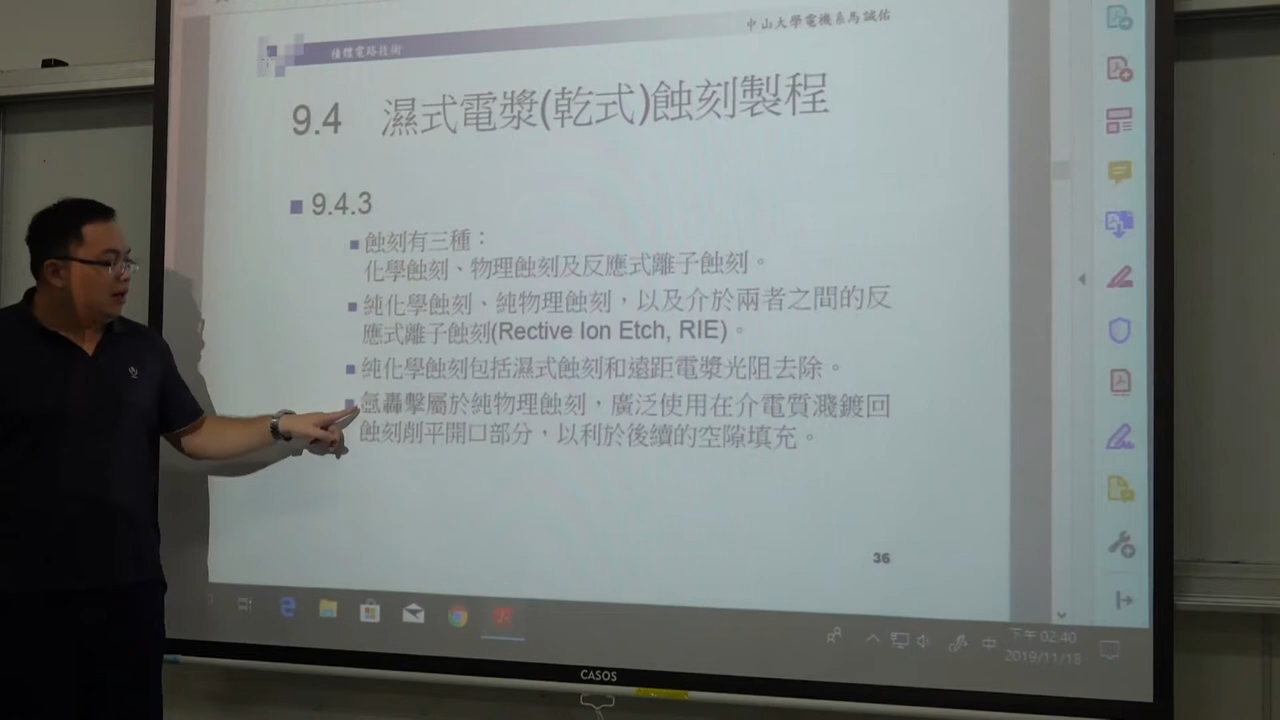 中山大學電機系馬誠佑
積體電路技術
9.4 濕式電漿(乾式)蝕刻製程
9.4.3
蝕刻有三種：
化學蝕刻、物理蝕刻及反應式離子蝕刻。
純化學蝕刻、純物理蝕刻，以及介於兩者之間的反
應式離子蝕刻(Rective Ion Etch, RIE)。
純化學蝕刻包括濕式蝕刻和遠距電漿光阻去除。
氬轟擊屬於純物理蝕刻，廣泛使用在介電質濺鍍回
蝕刻削平開口部分，以利於後續的空隙填充。
36
中
下午 02:40
2019/11/18
CASOS